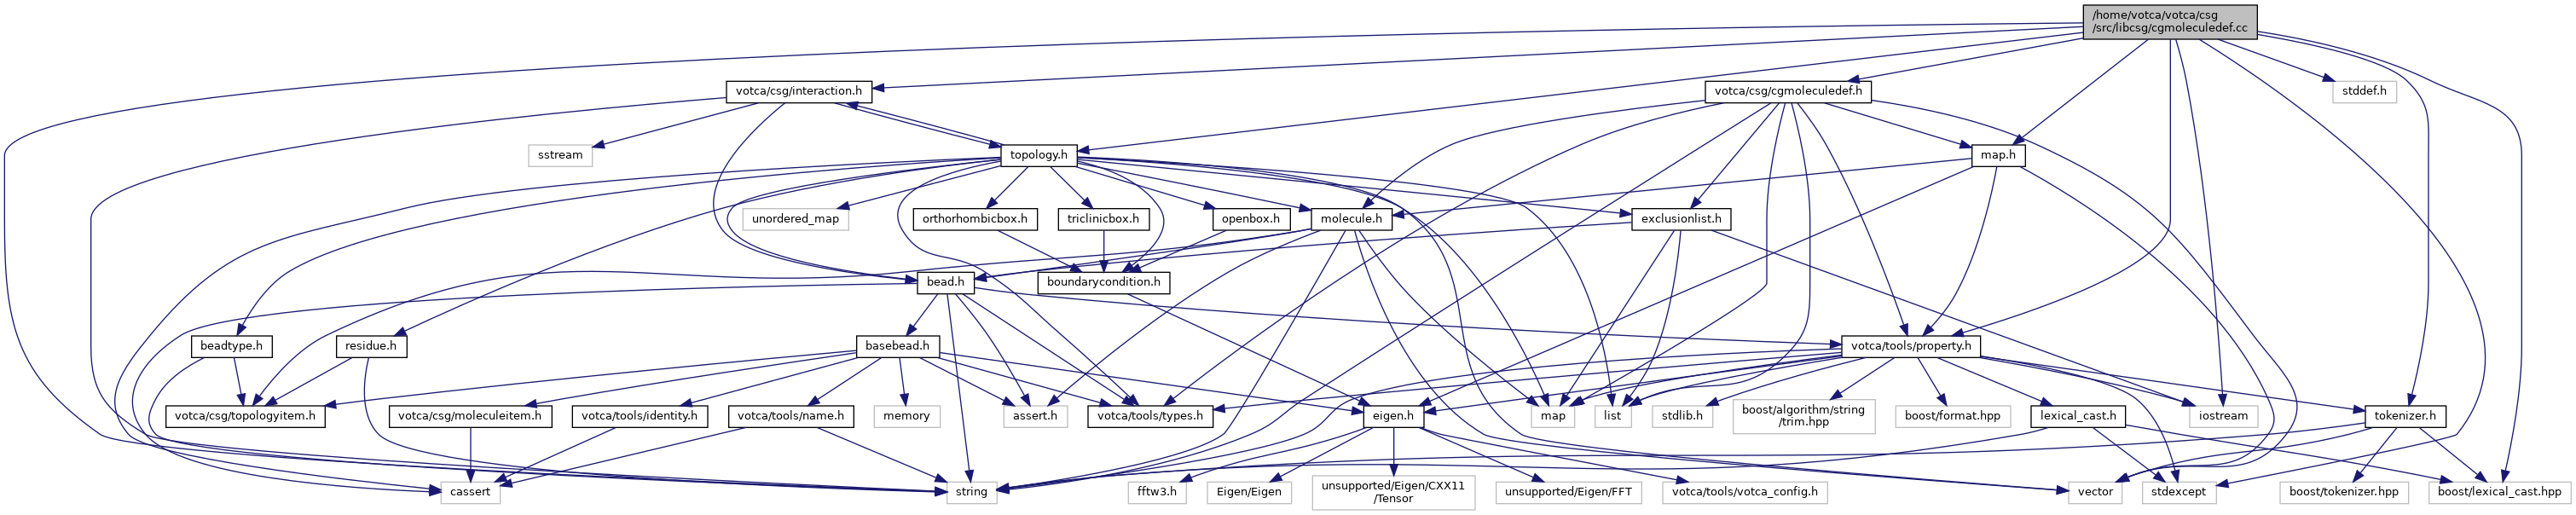 /home/votca/votca/csg
/src/libcsg/cgmoleculedef.cc
votca/csg/interaction.h
votca/csg/cgmoleculedef.h
stddef.h
sstream
topology.h
map.h
unordered_map
orthorhombicbox.h
triclinicbox.h
openbox.h
molecule.h
exclusionlist.h
bead.h
boundarycondition.h
beadtype.h
residue.h
basebead.h
votca/tools/property.h
votca/csg/topologyitem.h
votca/csg/moleculeitem.h
votca/tools/identity.h
votca/tools/name.h
memory
assert.h
votca/tools/types.h
eigen.h
map
list
stdlib.h
boost/algorithm/string
/trim.hpp
boost/format.hpp
lexical_cast.h
iostream
tokenizer.h
cassert
string
fftw3.h
Eigen/Eigen
unsupported/Eigen/CXX11
/Tensor
unsupported/Eigen/FFT
votca/tools/votca_config.h
vector
stdexcept
boost/tokenizer.hpp
boost/lexical_cast.hpp